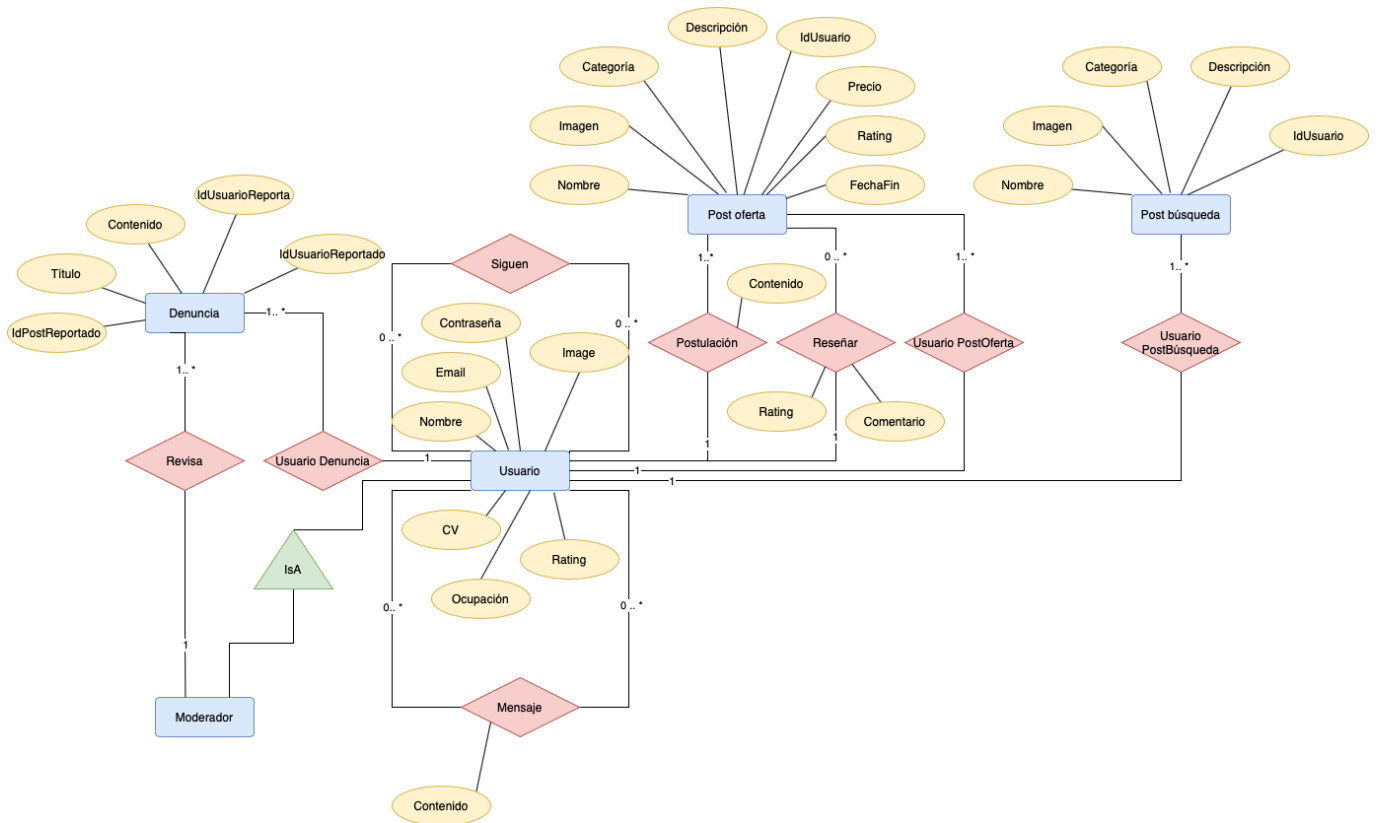 Descripción
IdUsuario
Categoría
Precio
Imagen
Rating
Nombre
FechaFin
Post oferta
Categoría
Descripción
Imagen
IdUsuario
Nombre
Post búsqueda
IdUsuarioReporta
Contenido
IdUsuarioReportado
Título
IdPostReportado
Denuncia
1..*
1.. *
Siguen
0 .. *
0 .. *
Contraseña
Image
Email
Nombre
1..*
0..*
1..*
1..*
Contenido
Postulación
Reseñar
Usuario PostOferta
Usuario
PostBúsqueda
Rating
Comentario
1
1
Revisa
Usuario Denuncia
1
Usuario
1
1
CV
Rating
Ocupación
IsA
0.. *
0 .. *
1
Moderador
Mensaje
Contenido